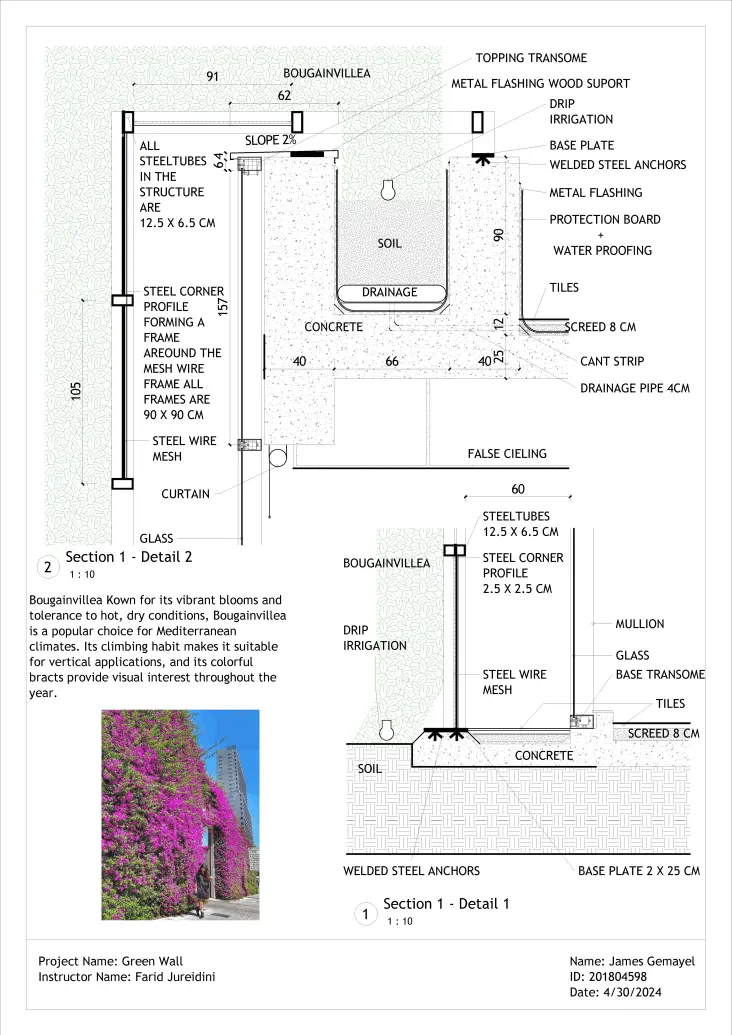 91
BOUGAINVILLEA
62
TOPPING TRANSOME
METAL FLASHING WOOD SUPORT
DRIP
IRRIGATION
BASE PLATE
WELDED STEEL ANCHORS
METAL FLASHING
PROTECTION BOARD
+
WATER PROOFING
TILES
SCREED 8 CM
CANT STRIP
DRAINAGE PIPE 4CM
SLOPE 2%
6.4
ALL
STEELTUBES
IN THE
STRUCTURE
ARE
12.5 X 6.5 CM
SOIL
90
DRAINAGE
12
CONCRETE
25
157
40
66
40
STEEL CORNER
PROFILE
FORMING A
FRAME
AREOUND THE
MESH WIRE
FRAME ALL
FRAMES ARE
90 X 90 CM
105
STEEL WIRE
MESH
FALSE CIELING
CURTAIN
GLASS
2
Section 1 - Detail 2
1 : 10
60
STEELTUBES
12.5 X 6.5 CM
BOUGAINVILLEA
STEEL CORNER
PROFILE
2.5 X 2.5 CM
DRIP
IRRIGATION
MULLION
GLASS
STEEL WIRE
MESH
BASE TRANSOME
TILES
SCREED 8 CM
CONCRETE
SOIL
WELDED STEEL ANCHORS
BASE PLATE 2 X 25 CM
1
Section 1 - Detail 1
1 : 10
Bougainvillea Kown for its vibrant blooms and
tolerance to hot, dry conditions, Bougainvillea
is a popular choice for Mediterranean
climates. Its climbing habit makes it suitable
for vertical applications, and its colorful
bracts provide visual interest throughout the
year.
Project Name: Green Wall
Instructor Name: Farid Jureidini
Name: James Gemayel
ID: 201804598
Date: 4/30/2024